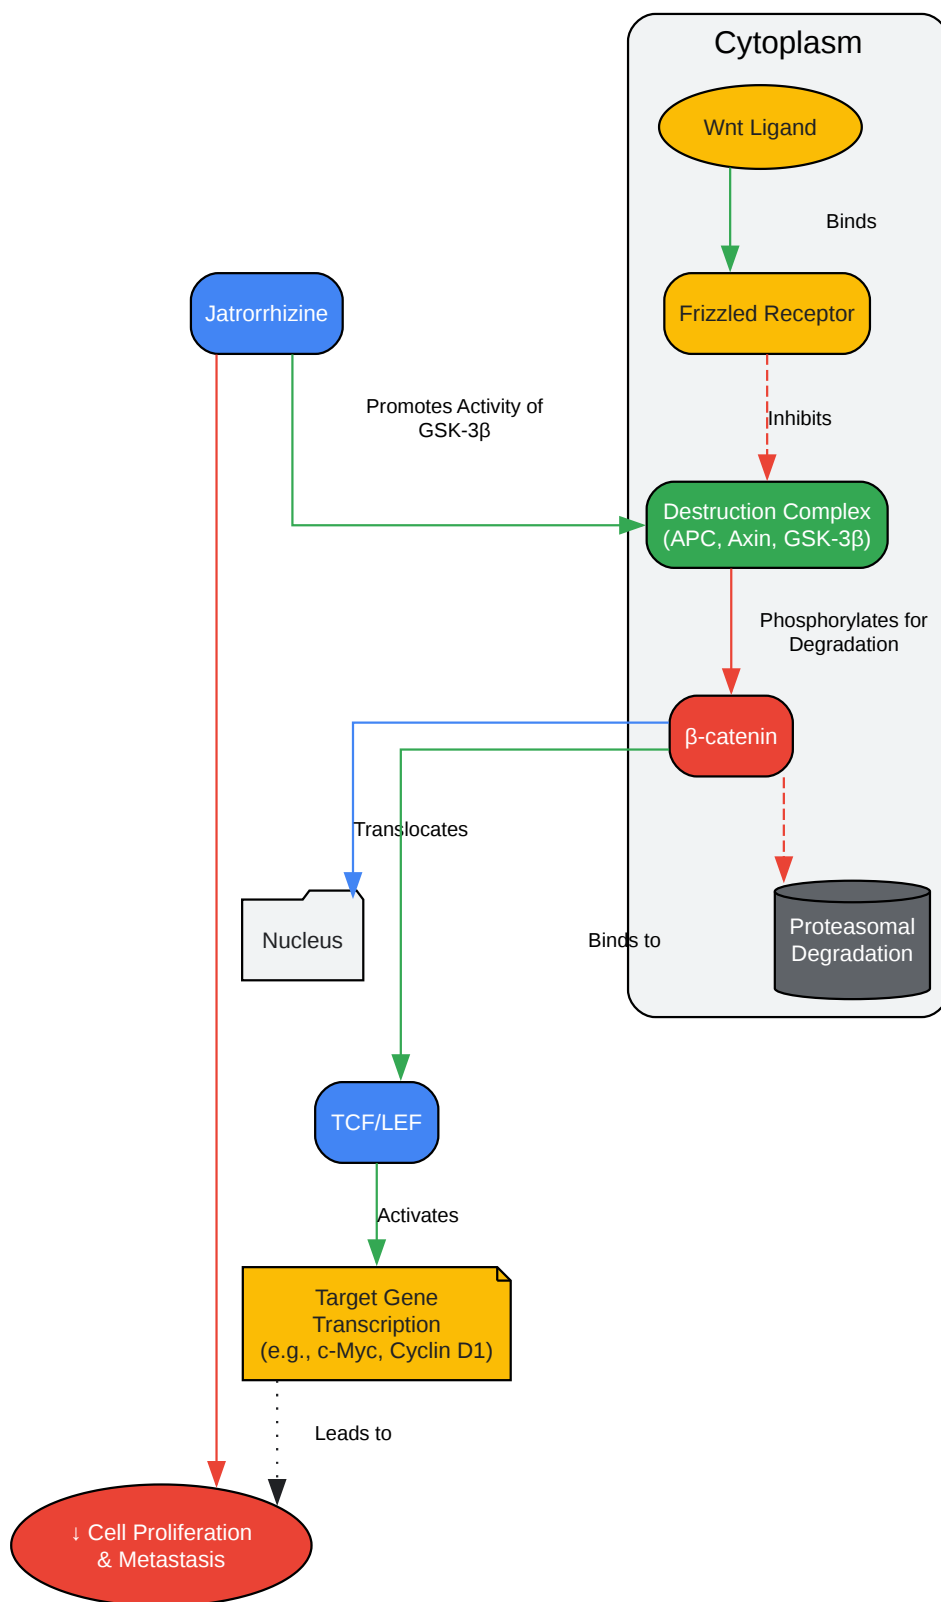 Cytoplasm
Wnt Ligand
Binds
Jatrorrhizine
Frizzled Receptor
Promotes Activity of
GSK-3β
Inhibits
Destruction Complex
(APC, Axin, GSK-3β)
Phosphorylates for
Degradation
β-catenin
Translocates
Nucleus
Binds to
Proteasomal
Degradation
TCF/LEF
Activates
Target Gene
Transcription
(e.g., c-Myc, Cyclin D1)
Leads to
↓ Cell Proliferation
& Metastasis